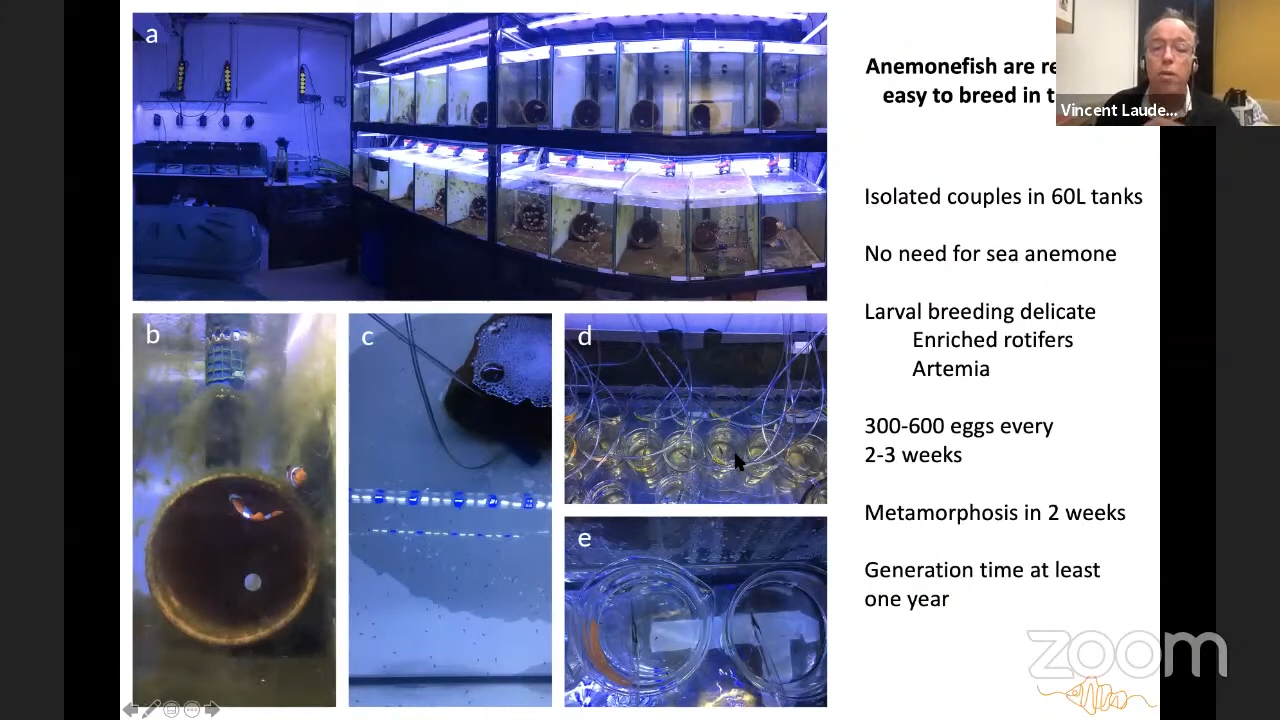 a
Anemonefish are re
easy to breed in t
Vincent Laude...
Isolated couples in 60L tanks
No need for sea anemone
Larval breeding delicate
Enriched rotifers
Artemia
300-600 eggs every
2-3 weeks
Metamorphosis in 2 weeks
Generation time at least
one year
b
c
d
e
zoom